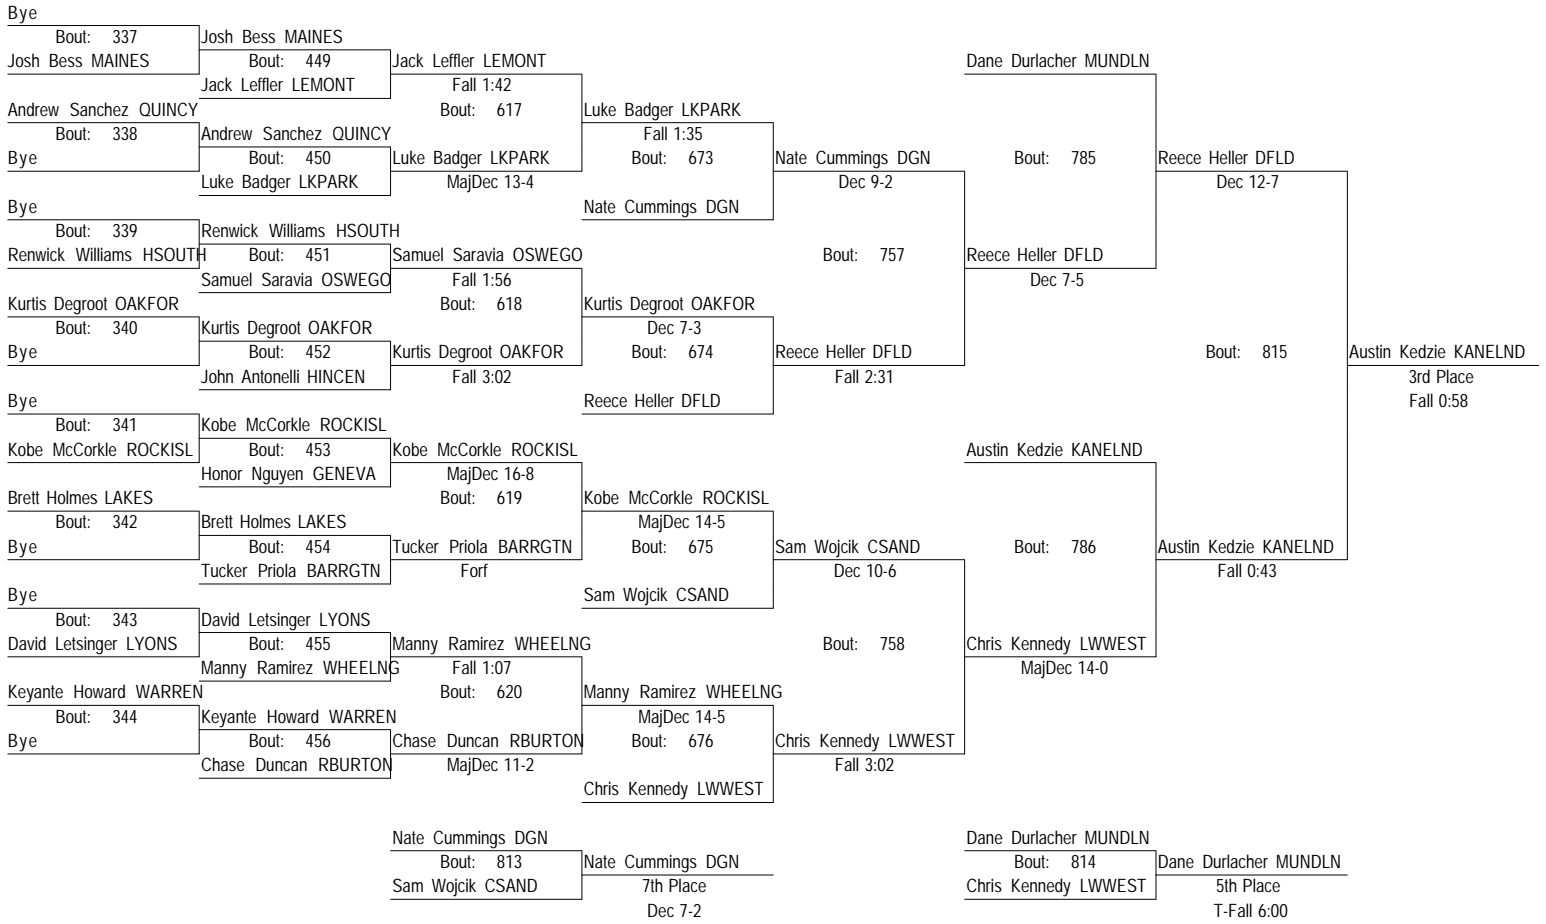 Bye
Bout: 337
Josh Bess MAINES
Andrew Sanchez QUINCY
Bout: 338
Bye
Bye
Bout: 339
Renwick Williams HSOUTH
Kurtis Degroot OAKFOR
Bout: 340
Bye
Bye
Bout: 341
Kobe McCorkle ROCKISL
Brett Holmes LAKES
Bout: 342
Bye
Bye
Bout: 343
David Letsinger LYONS
Keyante Howard WARREN
Bout: 344
Bye
Josh Bess MAINES
Bout: 449
Jack Leffler LEMONT
Andrew Sanchez QUINCY
Bout: 450
Luke Badger LKPARK
Renwick Williams HSOUTH
Bout: 451
Samuel Saravia OSWEGO
Kurtis Degroot OAKFOR
Bout: 452
John Antonelli HINCEN
Kobe McCorkle ROCKISL
Bout: 453
Honor Nguyen GENEVA
Brett Holmes LAKES
Bout: 454
Tucker Priola BARRGTN
David Letsinger LYONS
Bout: 455
Manny Ramirez WHEELNG
Keyante Howard WARREN
Bout: 456
Chase Duncan RBURTON
Jack Leffler LEMONT
Fall 1:42
Bout: 617
Luke Badger LKPARK
MajDec 13-4
Samuel Saravia OSWEGO
Fall 1:56
Bout: 618
Kurtis Degroot OAKFOR
Fall 3:02
Kobe McCorkle ROCKISL
MajDec 16-8
Bout: 619
Tucker Priola BARRGTN
Forf
Manny Ramirez WHEELNG
Fall 1:07
Bout: 620
Chase Duncan RBURTON
MajDec 11-2
Luke Badger LKPARK
Fall 1:35
Bout: 673
Nate Cummings DGN
Kurtis Degroot OAKFOR
Dec 7-3
Bout: 674
Reece Heller DFLD
Kobe McCorkle ROCKISL
MajDec 14-5
Bout: 675
Sam Wojcik CSAND
Manny Ramirez WHEELNG
MajDec 14-5
Bout: 676
Chris Kennedy LWWEST
Nate Cummings DGN
Dec 9-2
Bout: 757
Reece Heller DFLD
Fall 2:31
Sam Wojcik CSAND
Dec 10-6
Bout: 758
Chris Kennedy LWWEST
Fall 3:02
Dane Durlacher MUNDLN
Bout: 785
Reece Heller DFLD
Dec 7-5
Austin Kedzie KANELND
Bout: 786
Chris Kennedy LWWEST
MajDec 14-0
Reece Heller DFLD
Dec 12-7
Bout: 815
Austin Kedzie KANELND
Fall 0:43
Austin Kedzie KANELND
3rd Place
Fall 0:58
Nate Cummings DGN
Bout: 813
Sam Wojcik CSAND
Nate Cummings DGN
7th Place
Dec 7-2
Dane Durlacher MUNDLN
Bout: 814
Chris Kennedy LWWEST
Dane Durlacher MUNDLN
5th Place
T-Fall 6:00